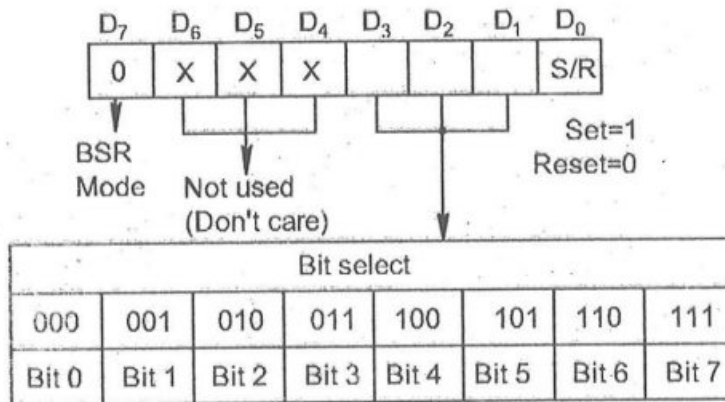 D7 D6 D5 D4 D3 D2 D1 D0
0 X X X S/R
Set=1
BSR
Reset=0
Mode
Not used
(Don't care)
Bit select
000 001 010 011 100 101 110 111
Bit 0 Bit 1 Bit 2 Bit 3 Bit 4 Bit 5 Bit 6 Bit 7